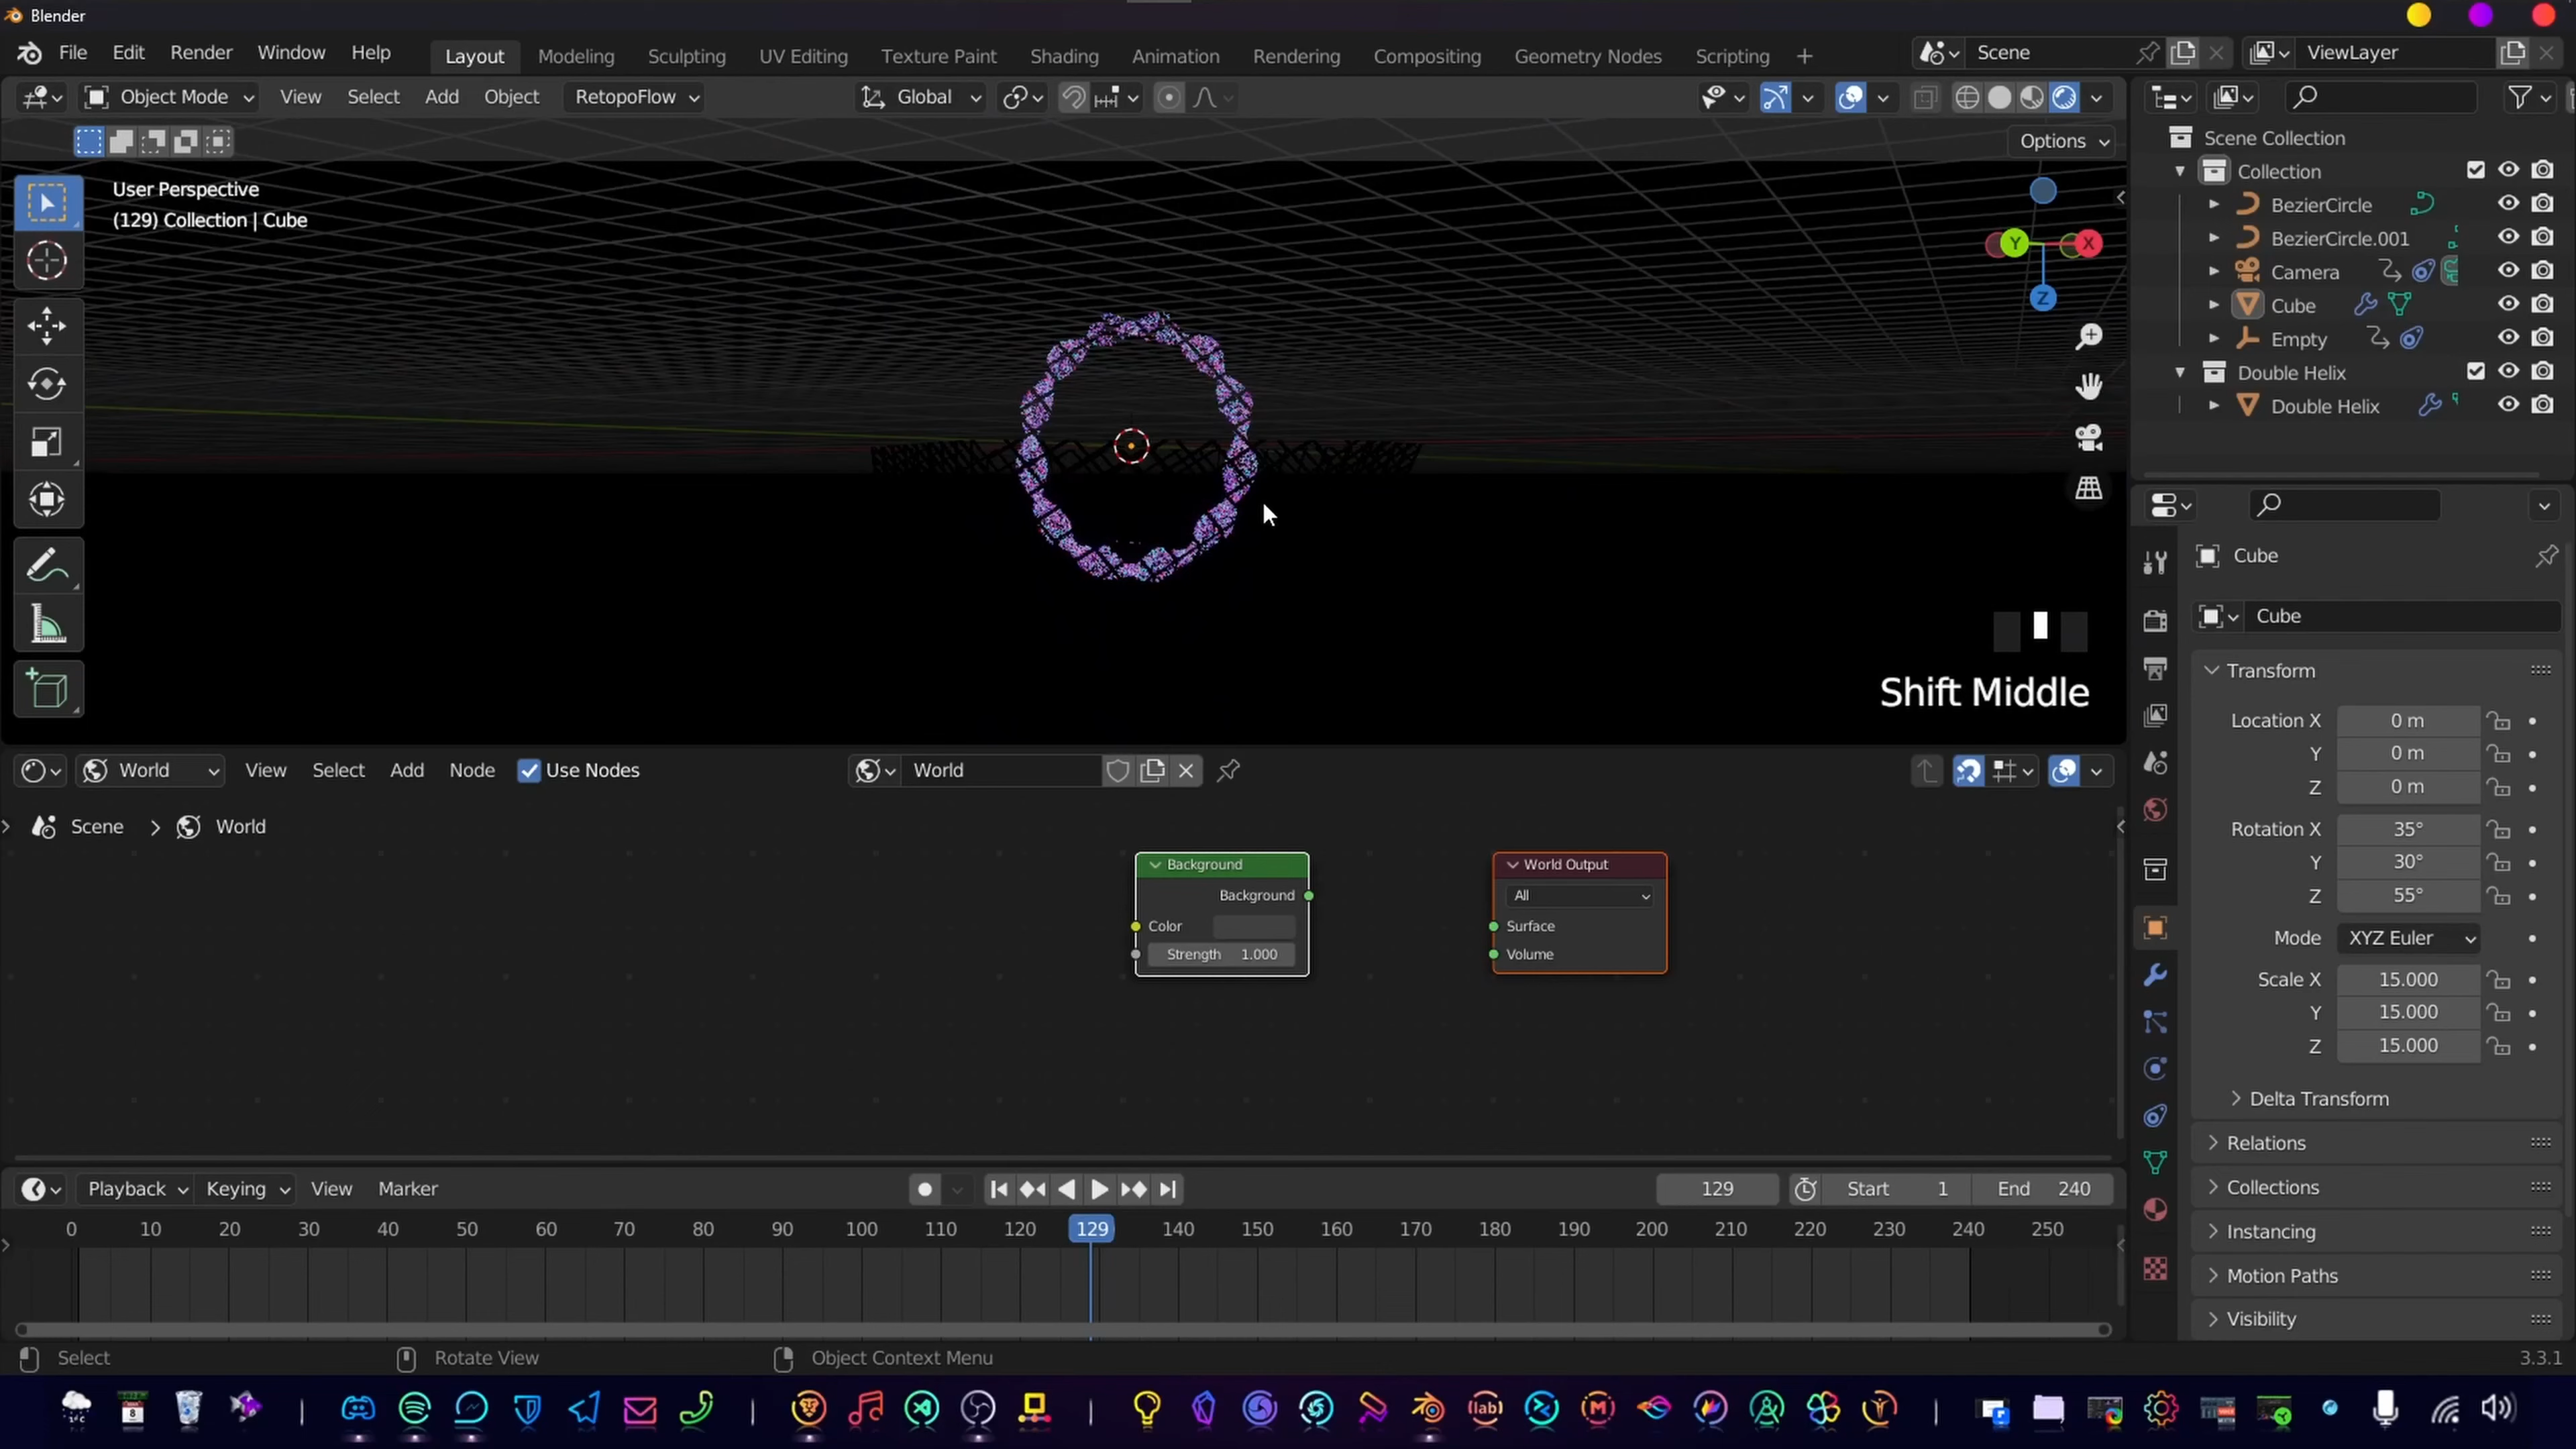 Blender
File Edit Render Window Help Layout Modeling Sculpting UV Editing Texture Paint Shading Animation Rendering Compositing Geometry Nodes Scripting + Scene ViewLayer
Object Mode View Select Add Object RetopoFlow Global
Options
User Perspective
(129) Collection | Cube
Y X
Z
Shift Middle
Scene Collection
Collection
BezierCircle
BezierCircle.001
Camera
Cube
Empty
Double Helix
Double Helix
Cube
Cube
Transform
Location X 0 m
Y 0 m
Z 0 m
Rotation X 35°
Y 30°
Z 55°
Mode XYZ Euler
Scale X 15.000
Y 15.000
Z 15.000
Delta Transform
Relations
Collections
Instancing
Motion Paths
Visibility
World View Select Add Node Use Nodes World
Scene > World
Background
Background
Color
Strength 1.000
World Output
All
Surface
Volume
Playback Keying View Marker 129 Start 1 End 240
0 10 20 30 40 50 60 70 80 90 100 110 120 129 140 150 160 170 180 190 200 210 220 230 240 250
Select Rotate View Object Context Menu 3.3.1
8 {lab}